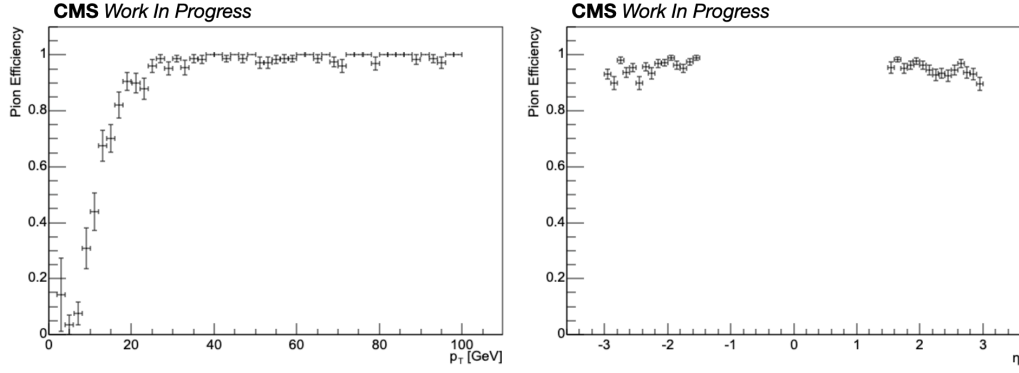 CMS Work In Progress
Pion Efficiency
1
0.8
0.6
0.4
0.2
0
0 20 40 60 80 100
p_T [GeV]
CMS Work In Progress
Pion Efficiency
1
0.8
0.6
0.4
0.2
0
-3 -2 -1 0 1 2 3
η